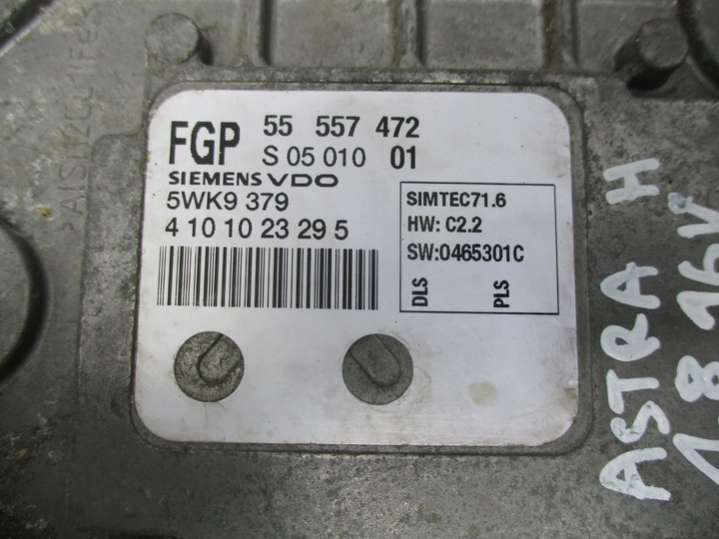 FGP 55 557 472
S 05 010 01
SIEMENS VDO
5WK9 379
4 10 10 23 29 5
SIMTEC71.6
HW: C2.2
SW:0465301C
DLS
PLS
ASTRA H
1.8 16V